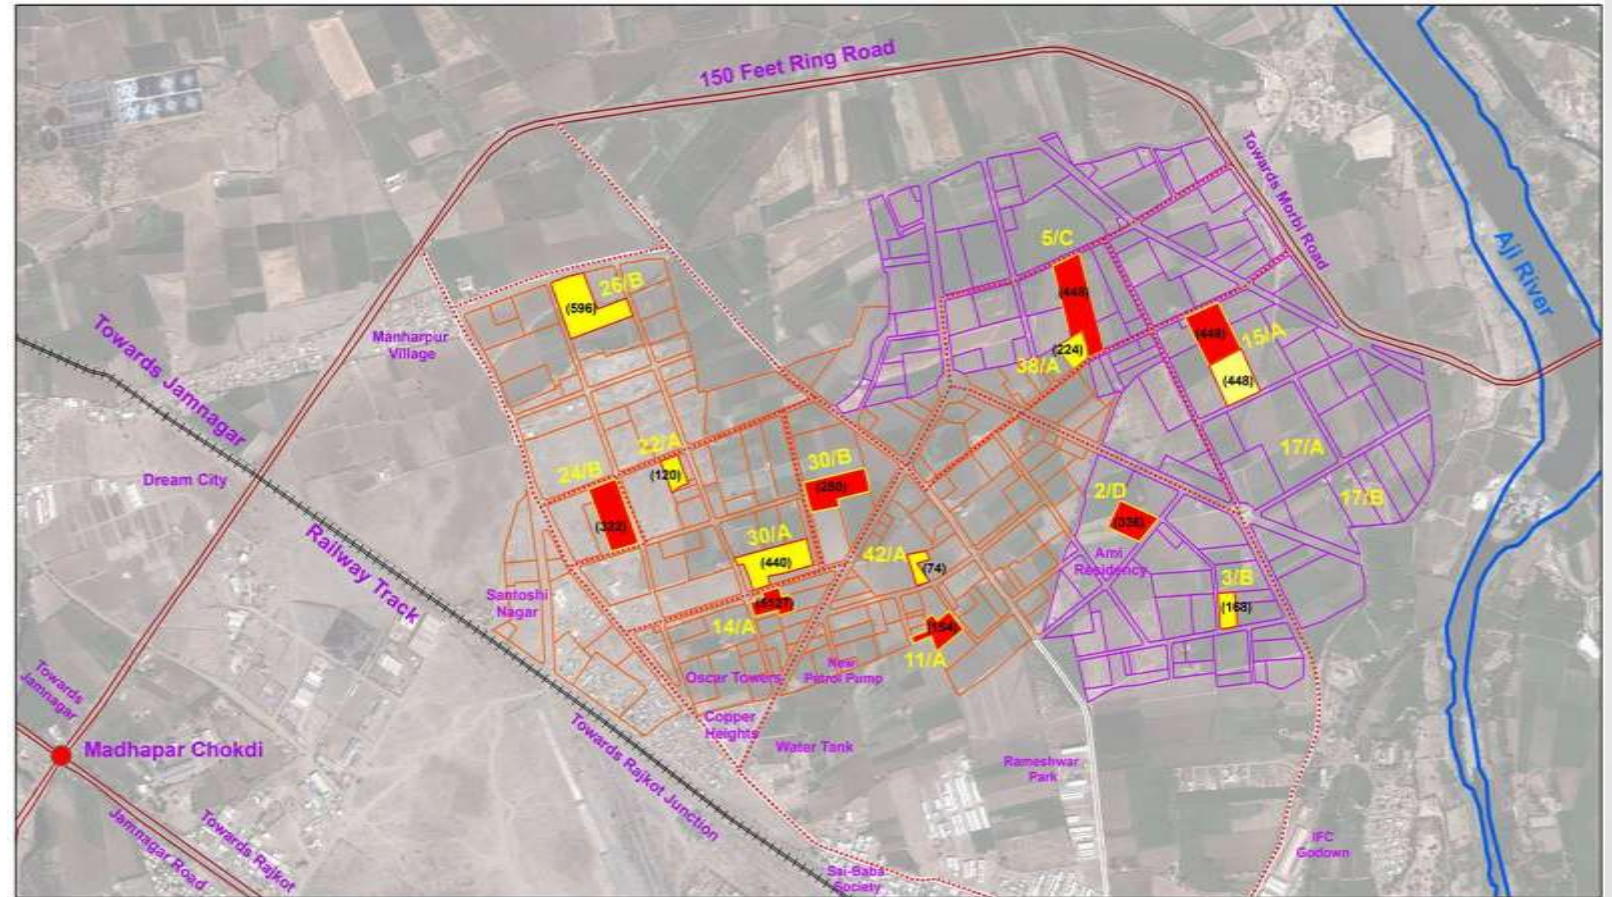 150 Feet Ring Road
Towards Morbi Road
Aji River
5/C
(448)
26/B
(596)
(448)
15/A
(224)
38/A
(448)
Manharpur
Village
Towards Jamnagar
22/A
(120)
24/B
(322)
30/B
(280)
17/A
17/B
Dream City
2/D
(336)
30/A
(440)
42/A
(74)
Ami
Residency
3/B
(168)
Railway Track
Santoshi
Nagar
14/A
(154)
11/A
Oscar Towers
New
Petrol Pump
Towards
Jamnagar
Copper
Heights
Water Tank
Madhapar Chokdi
Towards Rajkot Junction
Rameshwar
Park
Jamnagar Road
Towards Rajkot
IFC
Godown
Sai-Baba
Society